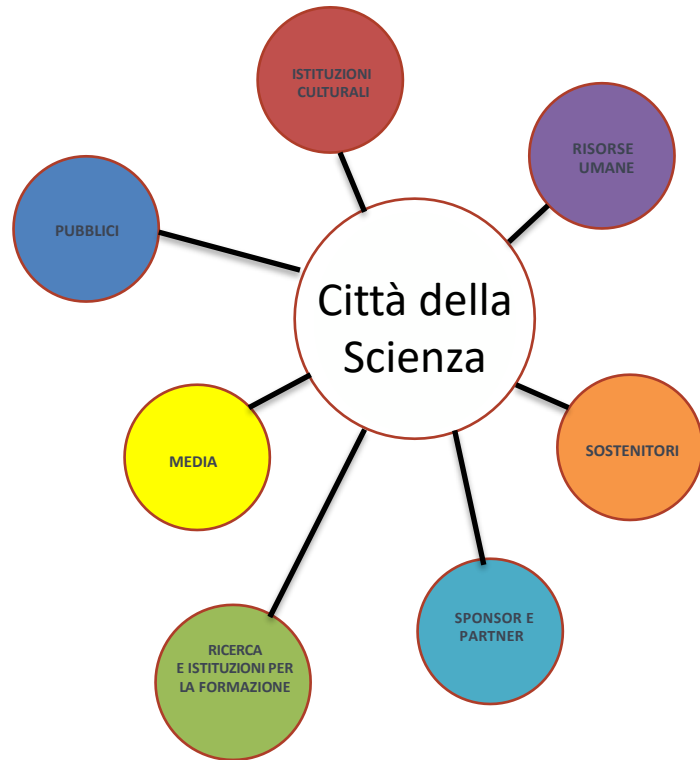 ISTITUZIONI
CULTURALI
RISORSE
UMANE
PUBBLICI
Città della
Scienza
MEDIA
SOSTENITORI
SPONSOR E
PARTNER
RICERCA
E ISTITUZIONI PER
LA FORMAZIONE